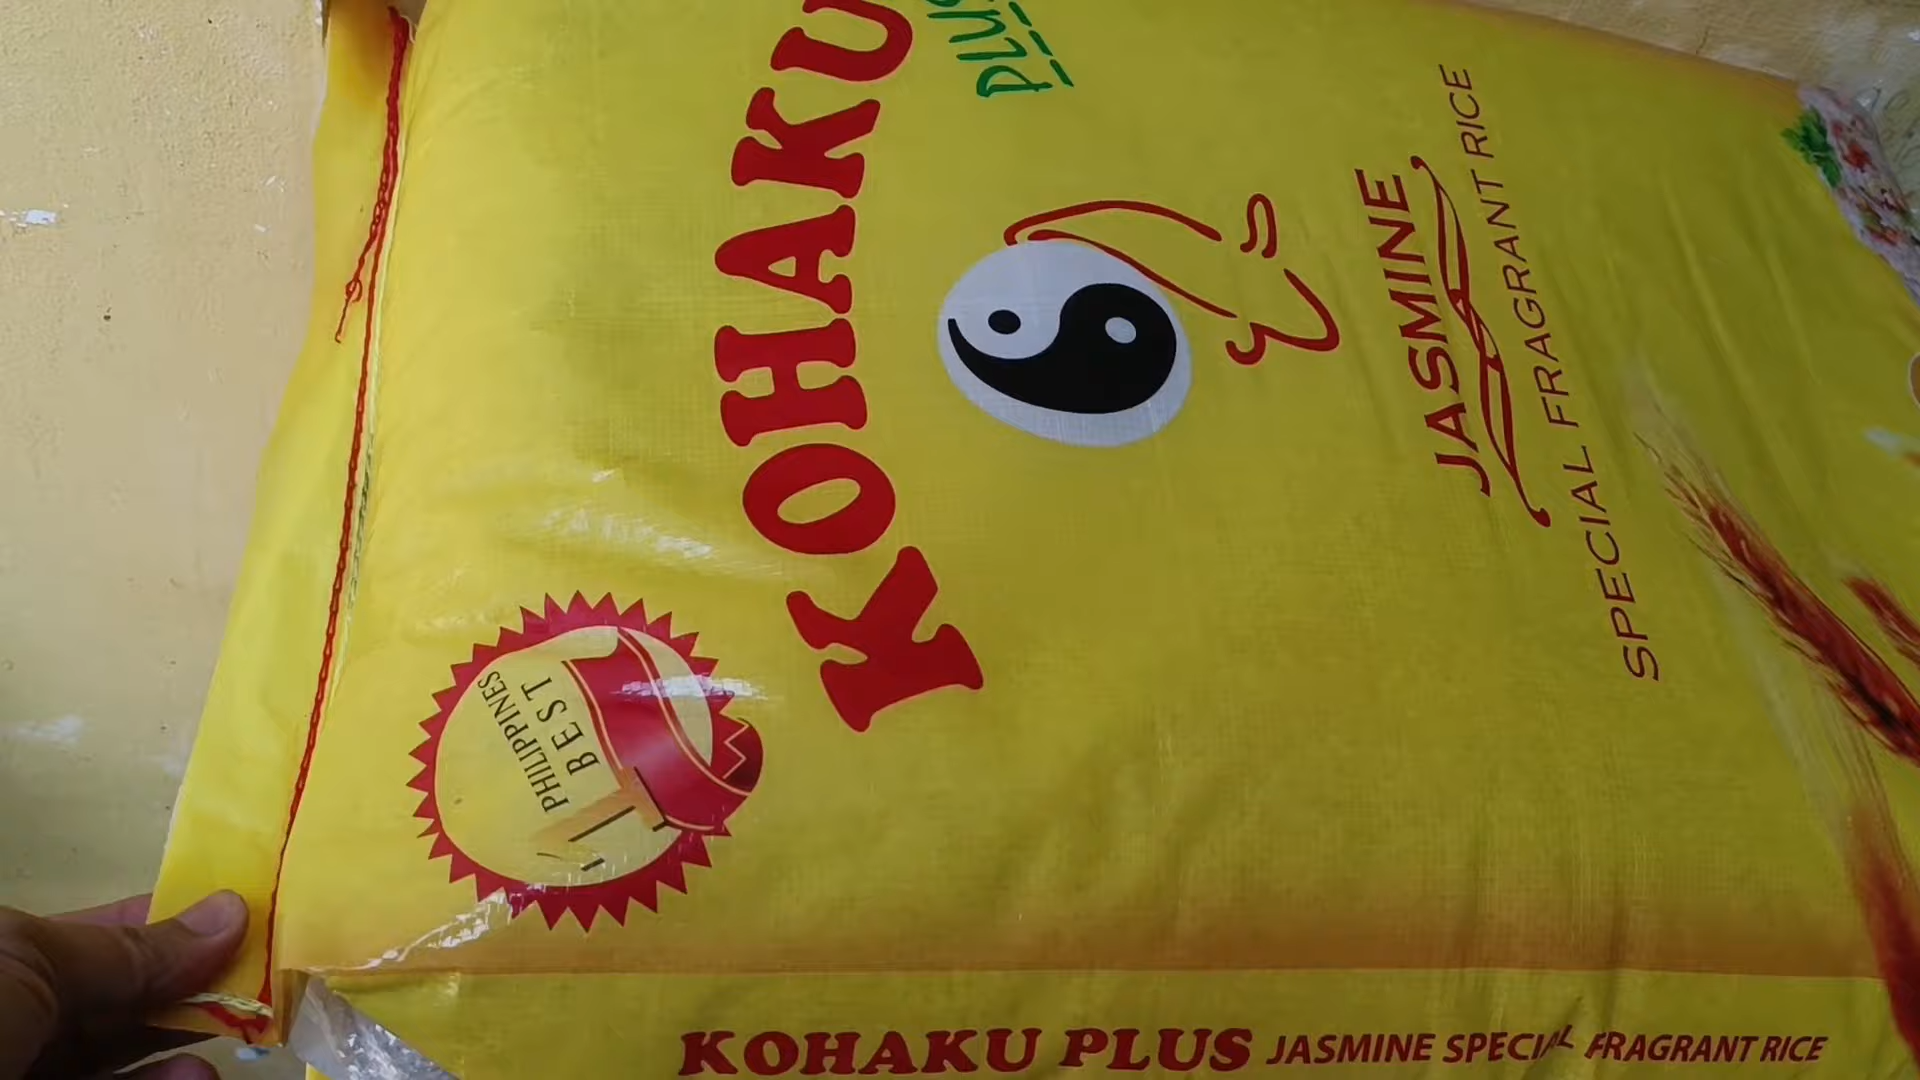 KOHAKU
PLUS
JASMINE
SPECIAL FRAGRANT RICE
PHILIPPINES
BEST
KOHAKU PLUS JASMINE SPECIAL FRAGRANT RICE